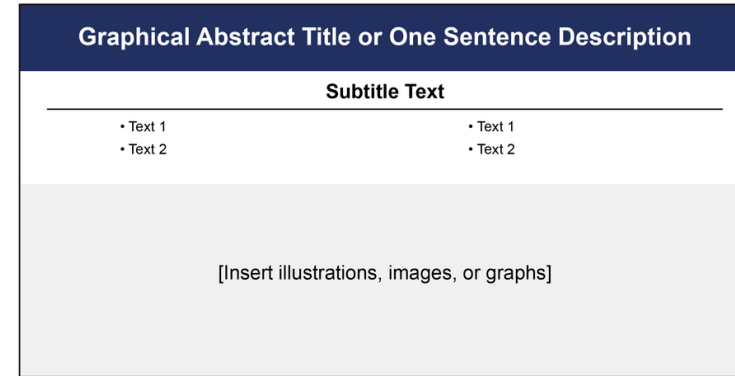 Graphical Abstract Title or One Sentence Description
Subtitle Text
• Text 1
• Text 2
• Text 1
• Text 2
[Insert illustrations, images, or graphs]